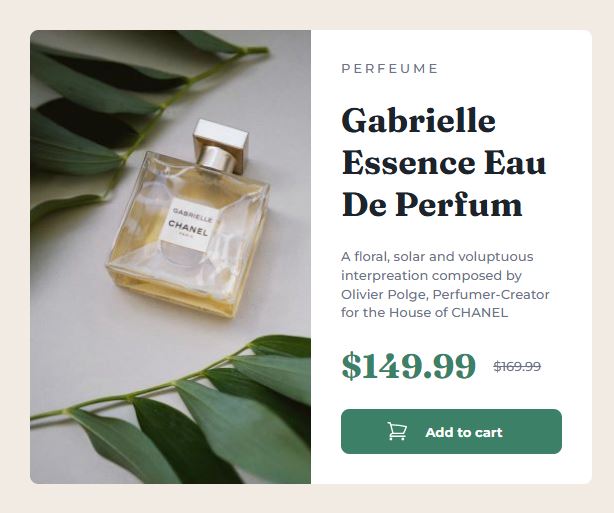 GABRIELLE
CHANEL
PARIS
PERFEUME
Gabrielle
Essence Eau
De Perfum
A floral, solar and voluptuous
interpreation composed by
Olivier Polge, Perfumer-Creator
for the House of CHANEL
$149.99 $169.99
Add to cart